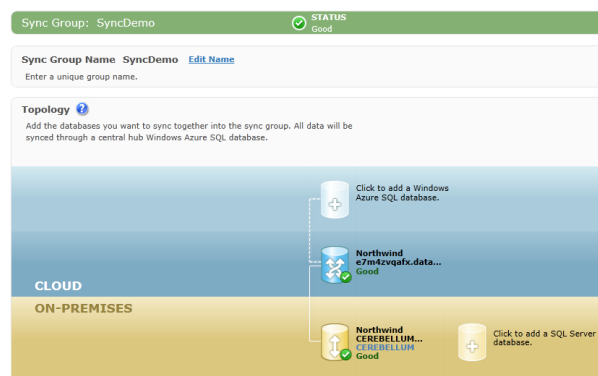 Sync Group: SyncDemo
STATUS
Good
Sync Group Name SyncDemo Edit Name
Enter a unique group name.
Topology ?
Add the databases you want to sync together into the sync group. All data will be
synced through a central hub Windows Azure SQL database.
Click to add a Windows
Azure SQL database.
Northwind
e7m4zvqafx.data...
Good
CLOUD
ON-PREMISES
Northwind
CEREBELLUM...
CEREBELLUM
Good
Click to add a SQL Server
database.